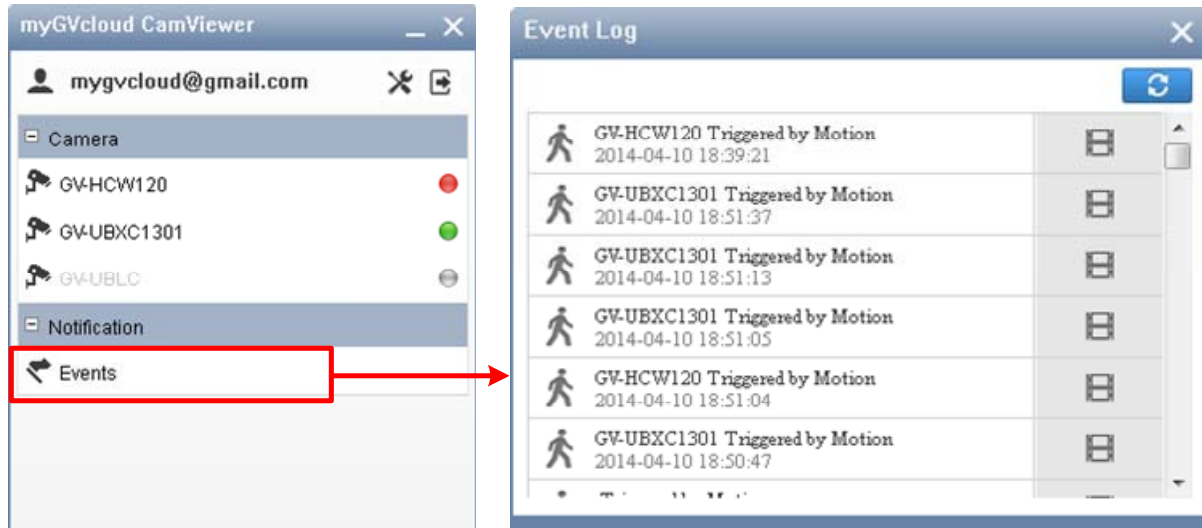 myGVcloud CamViewer
mygvcloud@gmail.com
Camera
GV-HCW120
GV-UBXC1301
GV-UBLC
Notification
Events
Event Log
GV-HCW120 Triggered by Motion
2014-04-10 18:39:21
GV-UBXC1301 Triggered by Motion
2014-04-10 18:51:37
GV-UBXC1301 Triggered by Motion
2014-04-10 18:51:13
GV-UBXC1301 Triggered by Motion
2014-04-10 18:51:05
GV-HCW120 Triggered by Motion
2014-04-10 18:51:04
GV-UBXC1301 Triggered by Motion
2014-04-10 18:50:47